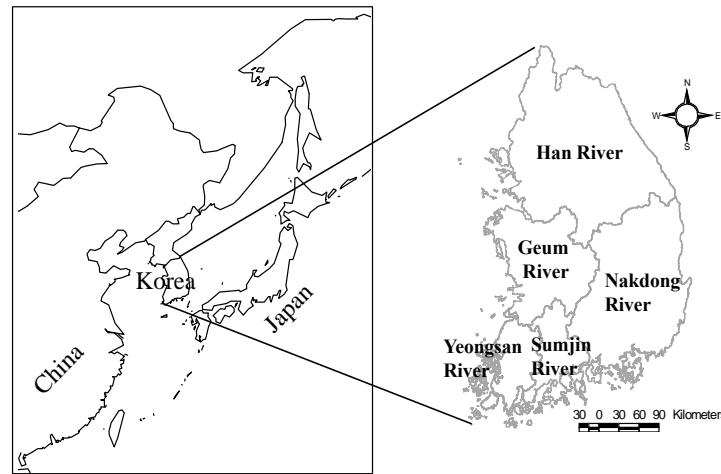 China
Korea
Japan
N
W E
S
Han River
Geum
River
Nakdong
River
Yeongsan
River
Sumjin
River
30 0 30 60 90 Kilometer